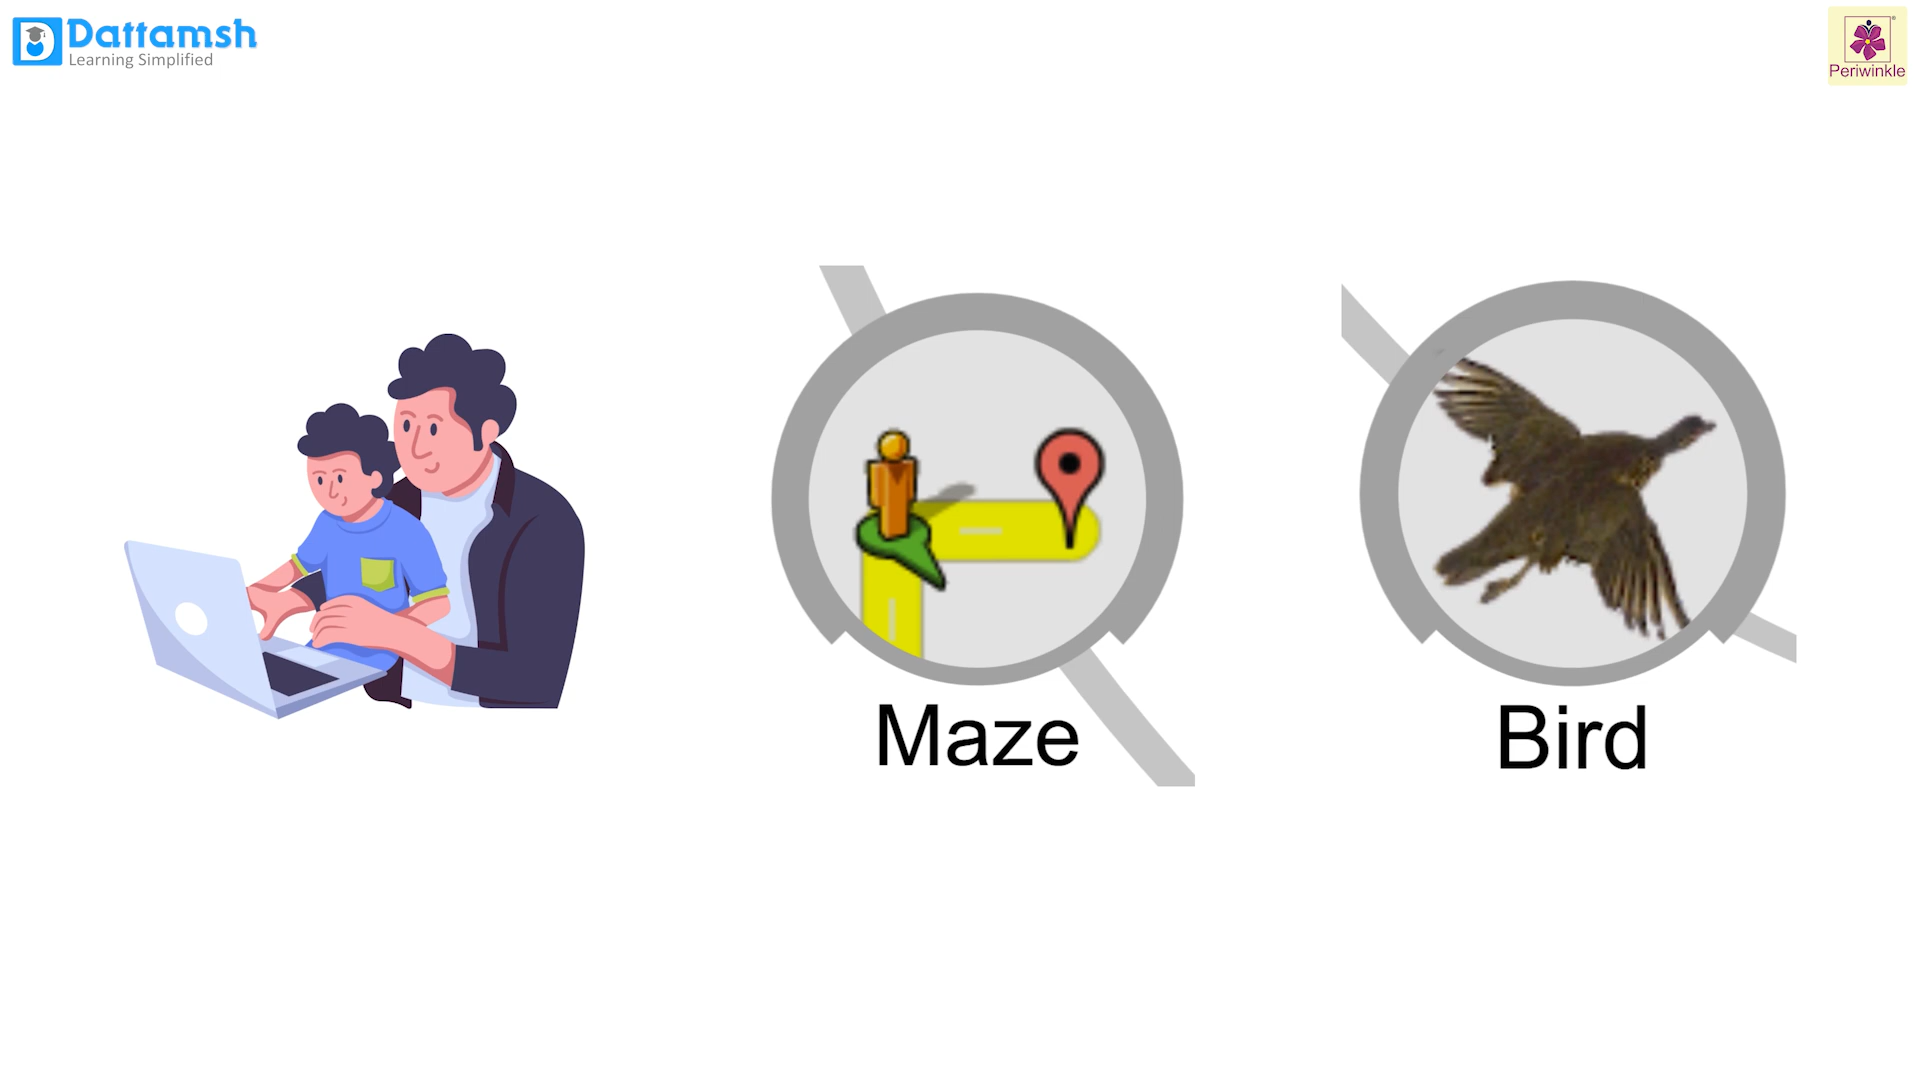 Dattamsh
Learning Simplified
Periwinkle
Maze
Bird